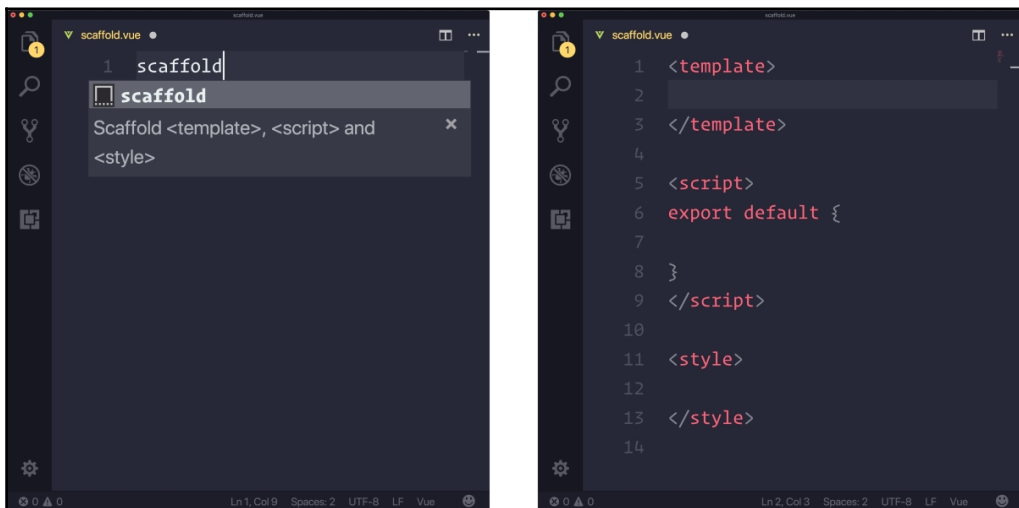 scaffold.vue
scaffold.vue
1
1 scaffold
scaffold
Scaffold <template>, <script> and
<style>
0 0
Ln 1, Col 9 Spaces: 2 UTF-8 LF Vue
scaffold.vue
scaffold.vue
1
1 <template>
2
3 </template>
4
5 <script>
6 export default {
7
8 }
9 </script>
10
11 <style>
12
13 </style>
14
0 0
Ln 2, Col 3 Spaces: 2 UTF-8 LF Vue